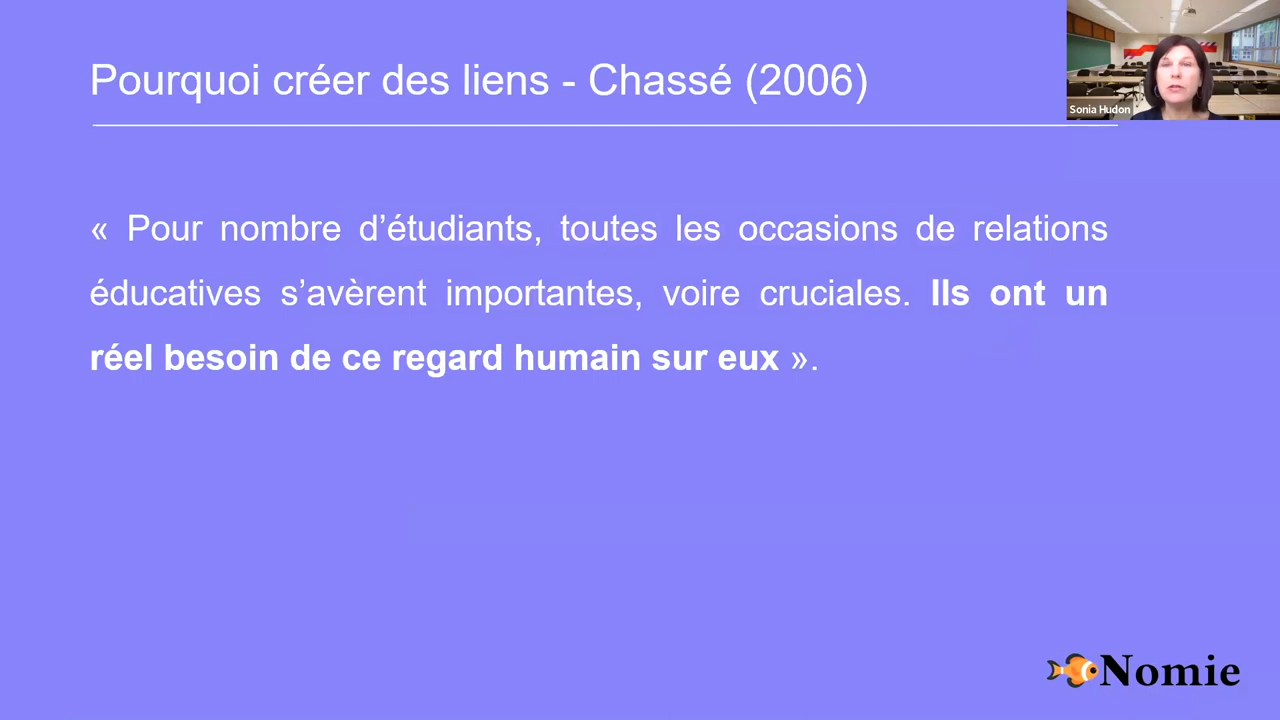 Pourquoi créer des liens - Chassé (2006)
Sonia Hudon
« Pour nombre d’étudiants, toutes les occasions de relations
éducatives s’avèrent importantes, voire cruciales. Ils ont un
réel besoin de ce regard humain sur eux ».
Nomie